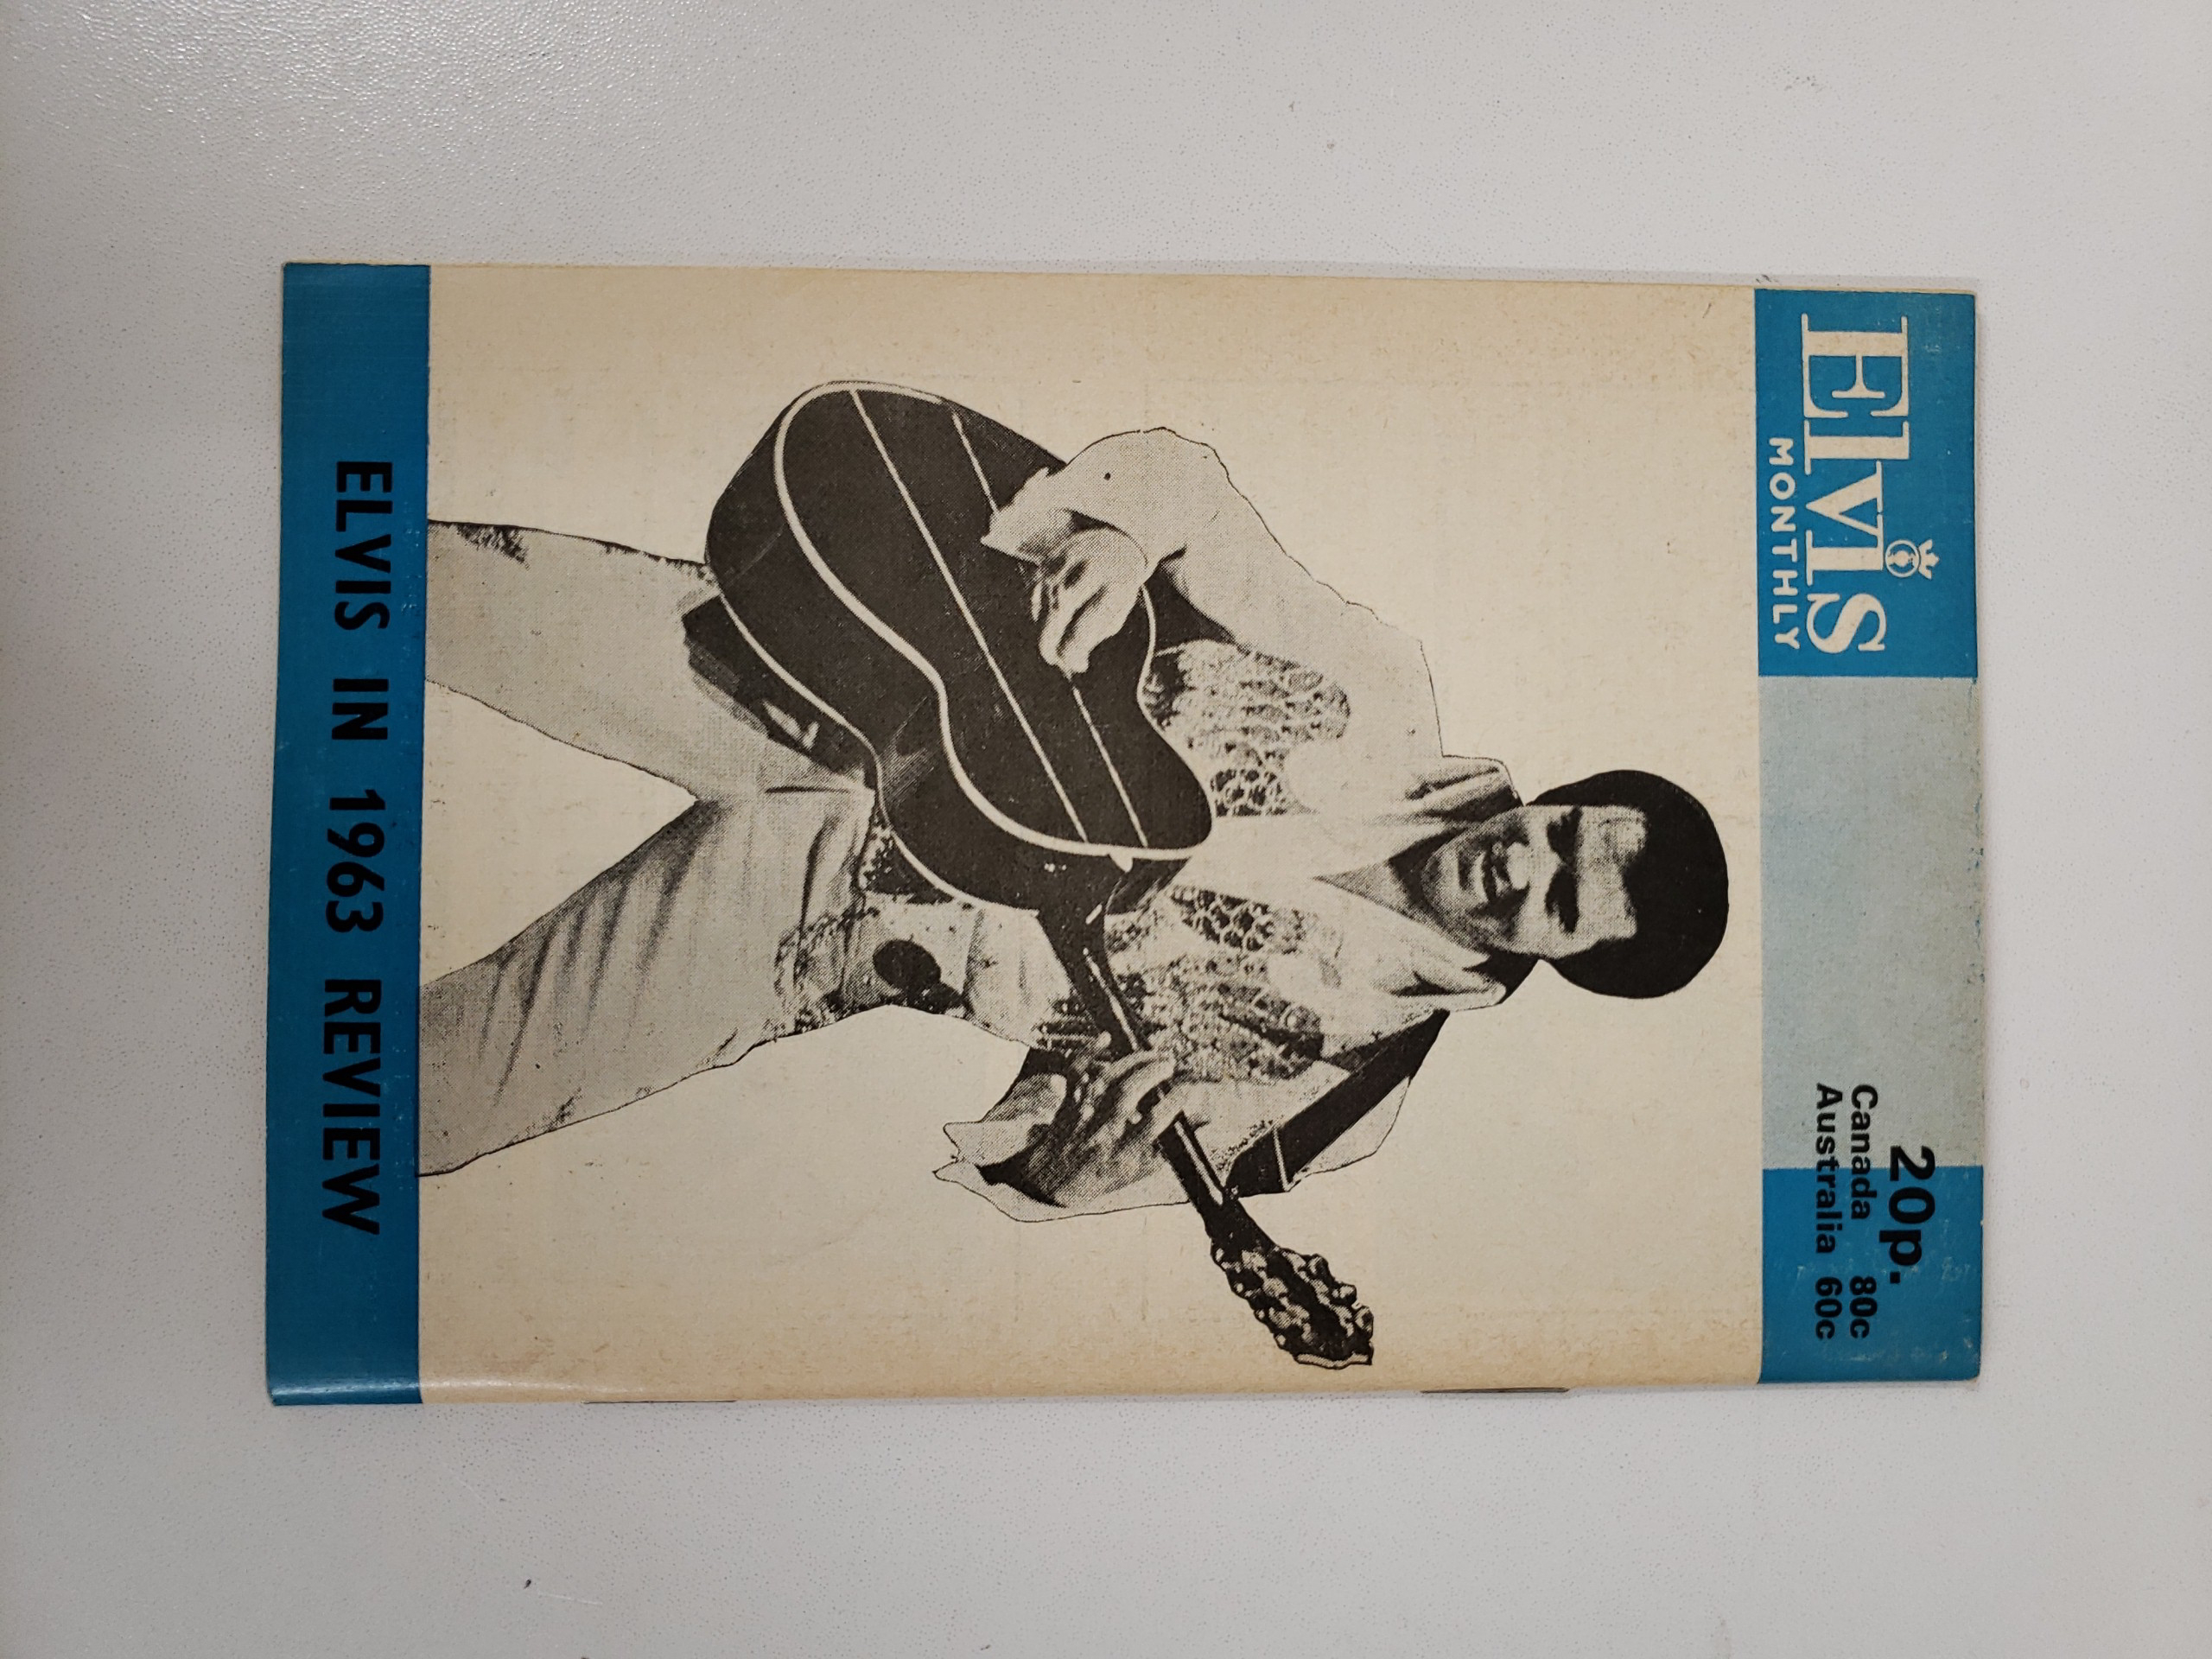 Elvis
MONTHLY
20p.
Canada 80c
Australia 60c
ELVIS IN 1963 REVIEW